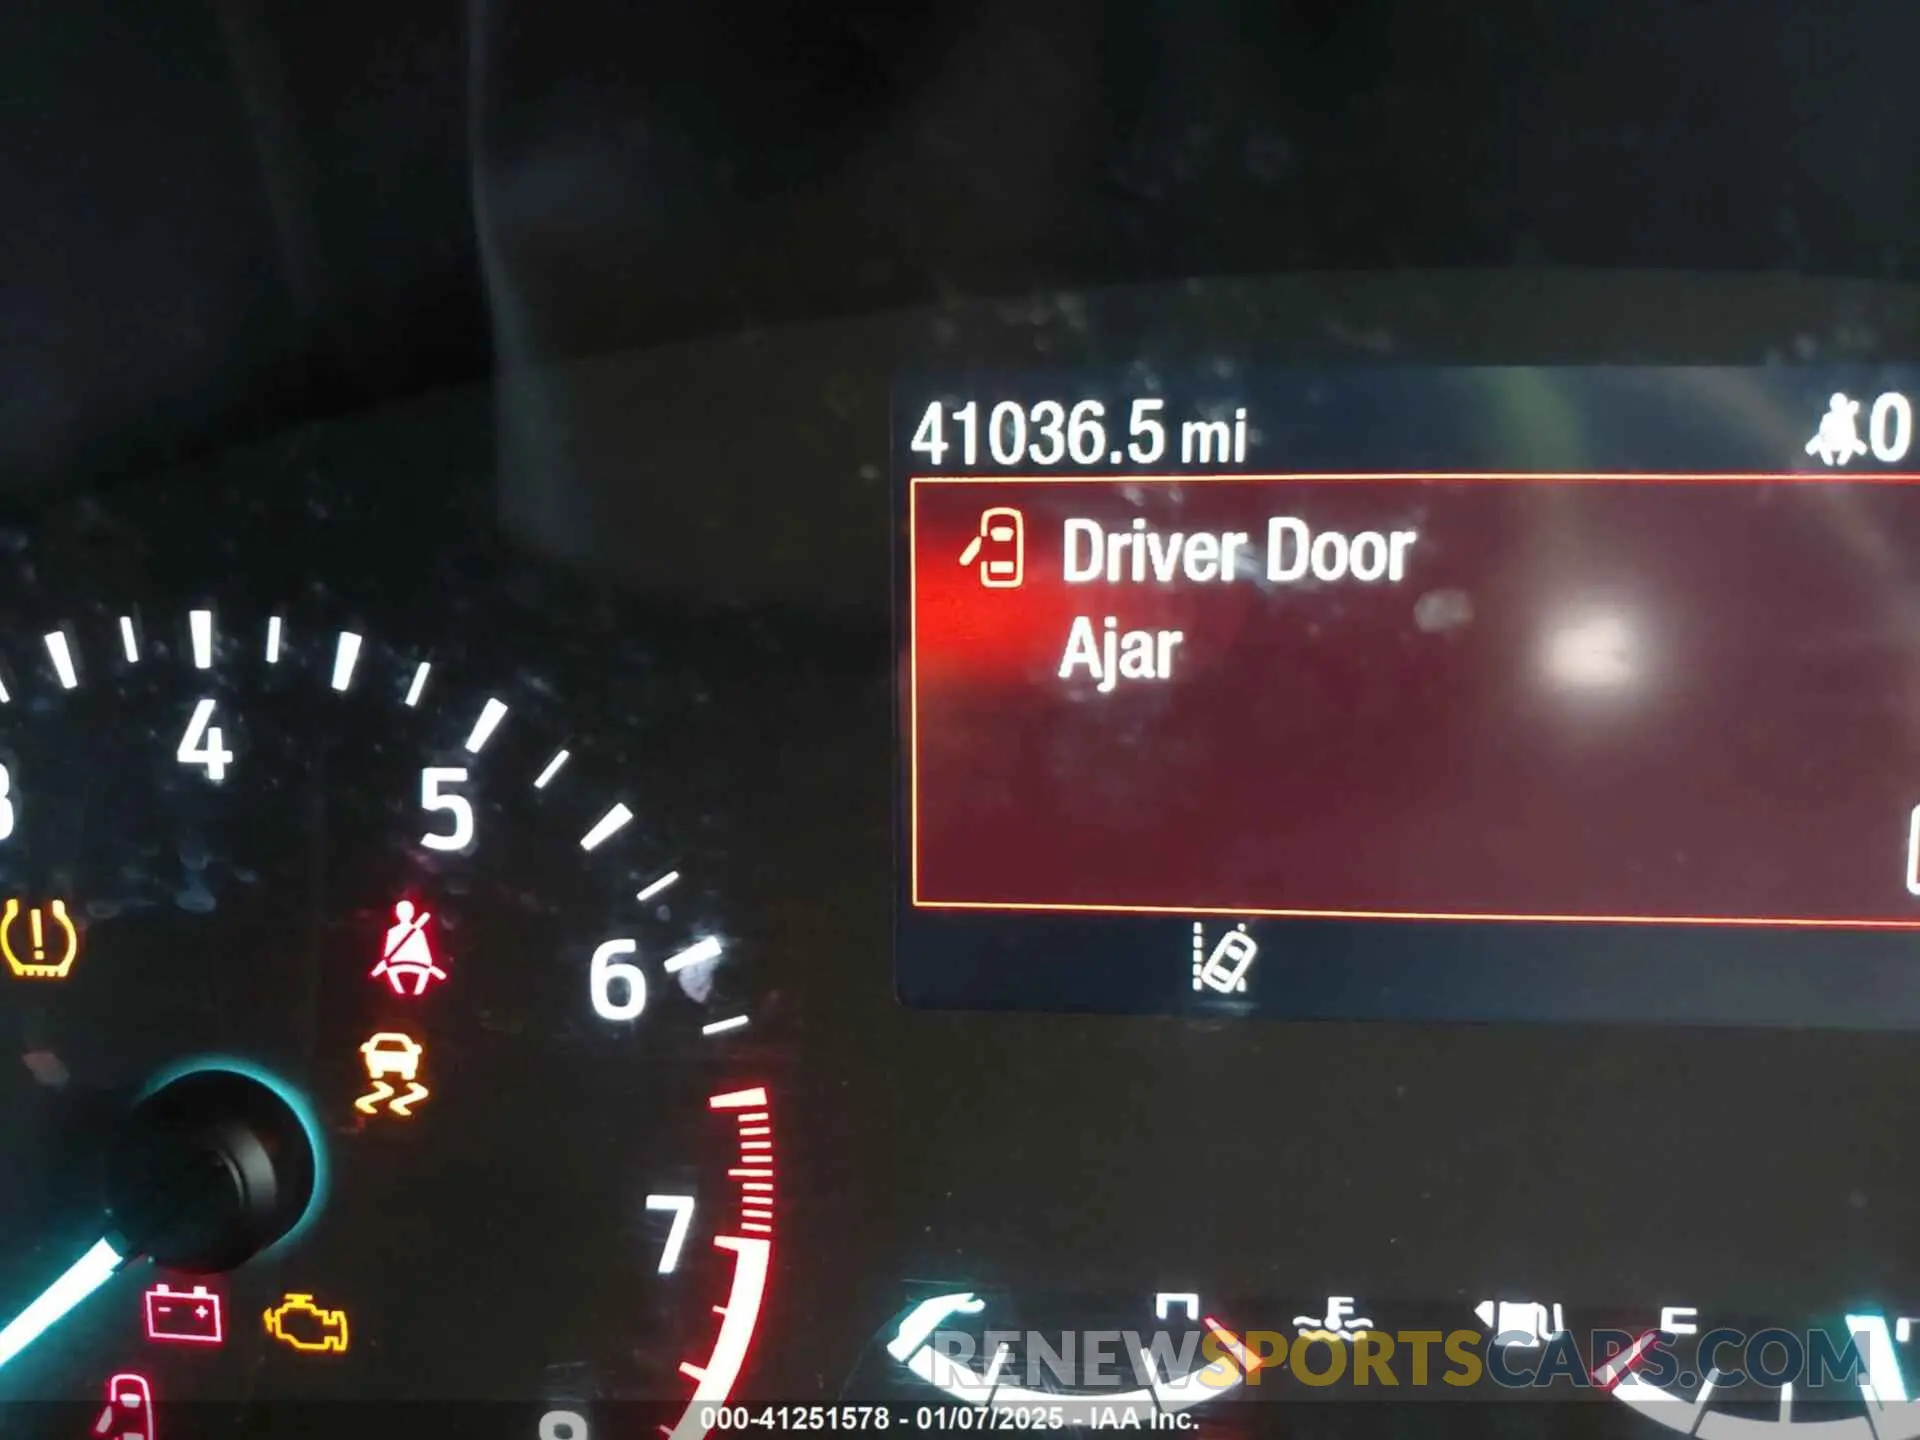 41036.5 mi
0
Driver Door
Ajar
4
5
6
7
8
RENEWSPORTSCARS.COM
000-41251578 - 01/07/2025 - IAA Inc.